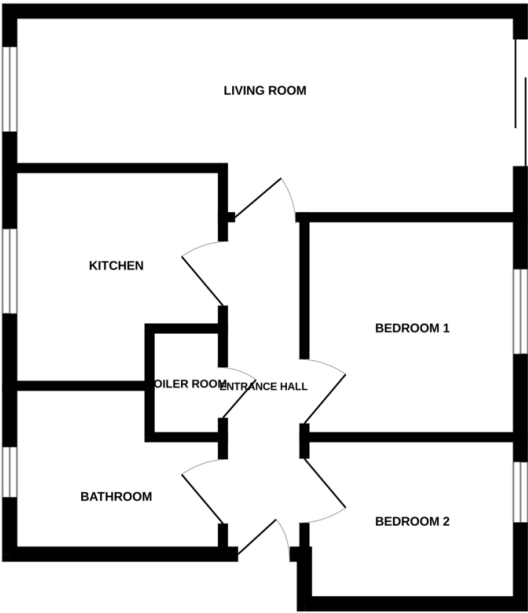 LIVING ROOM
KITCHEN
BEDROOM 1
OILER ROOM
ENTRANCE HALL
BATHROOM
BEDROOM 2